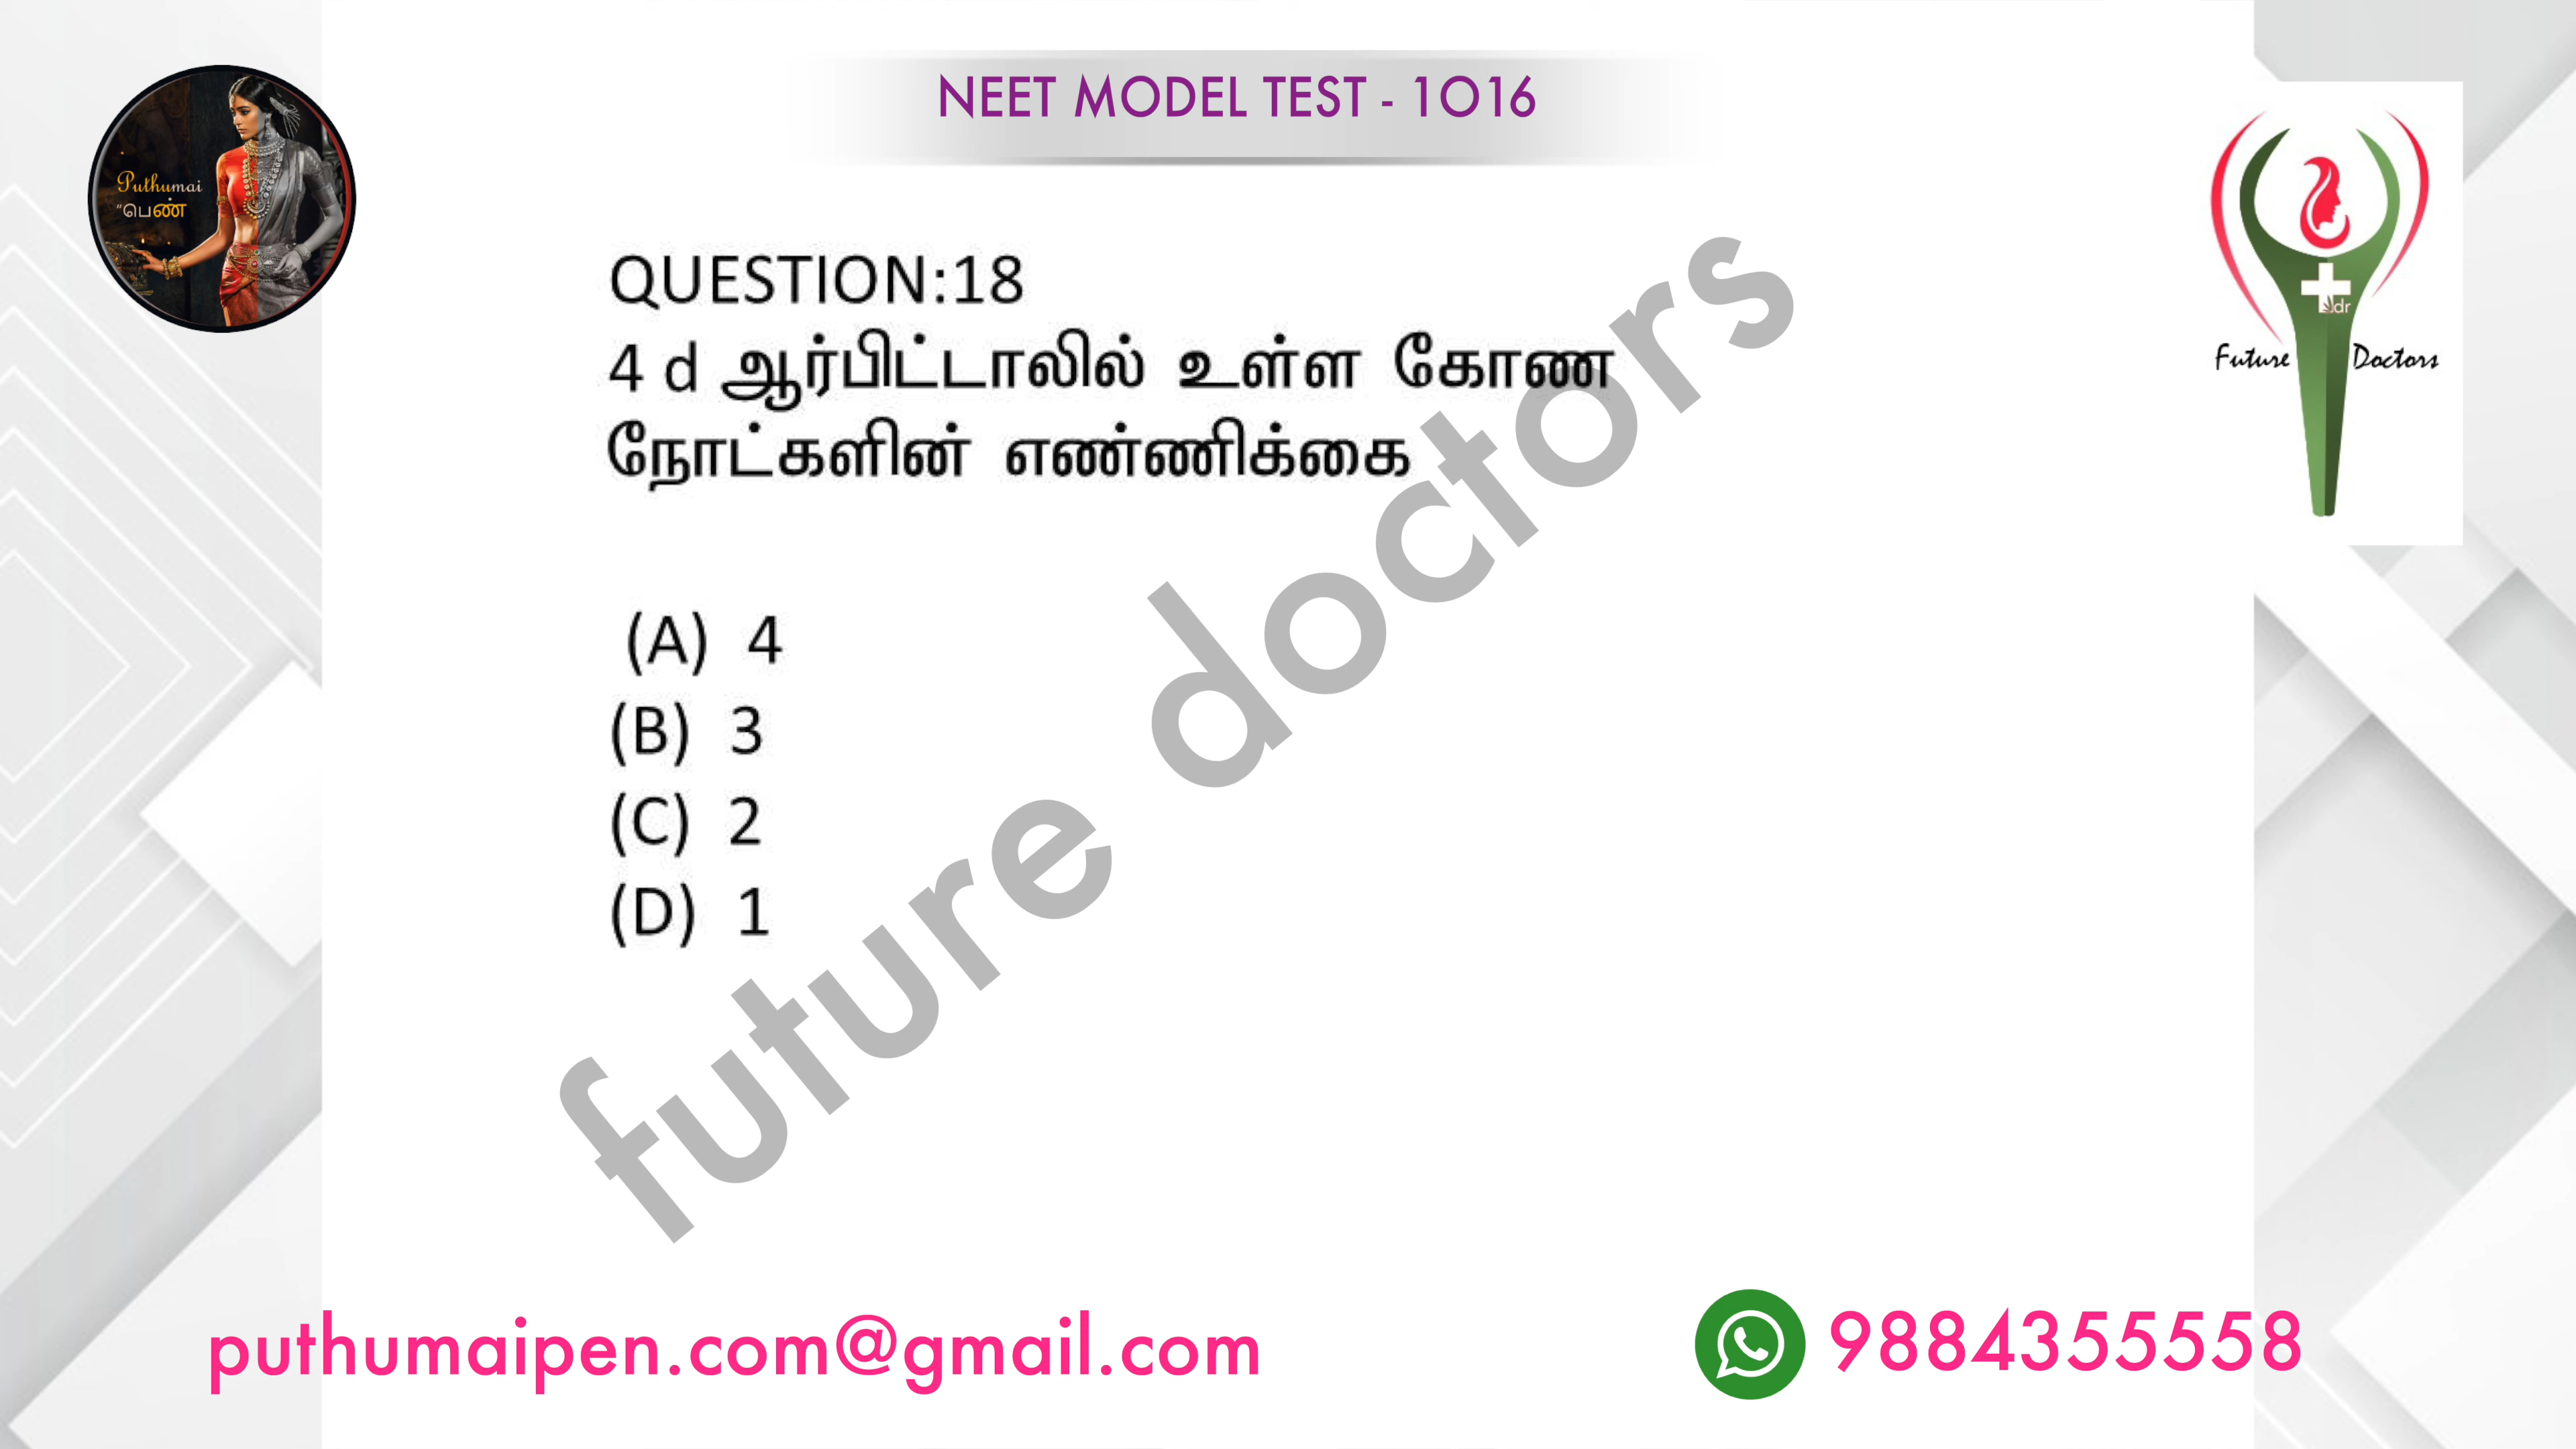 NEET MODEL TEST - 1016
Puthumai
“பெண்
QUESTION:18
4 d ஆர்பிட்டாலில் உள்ள கோண
நோட்களின் எண்ணிக்கை
(A) 4
(B) 3
(C) 2
(D) 1
dr
Future Doctors
future doctors
puthumaipen.com@gmail.com
9884355558